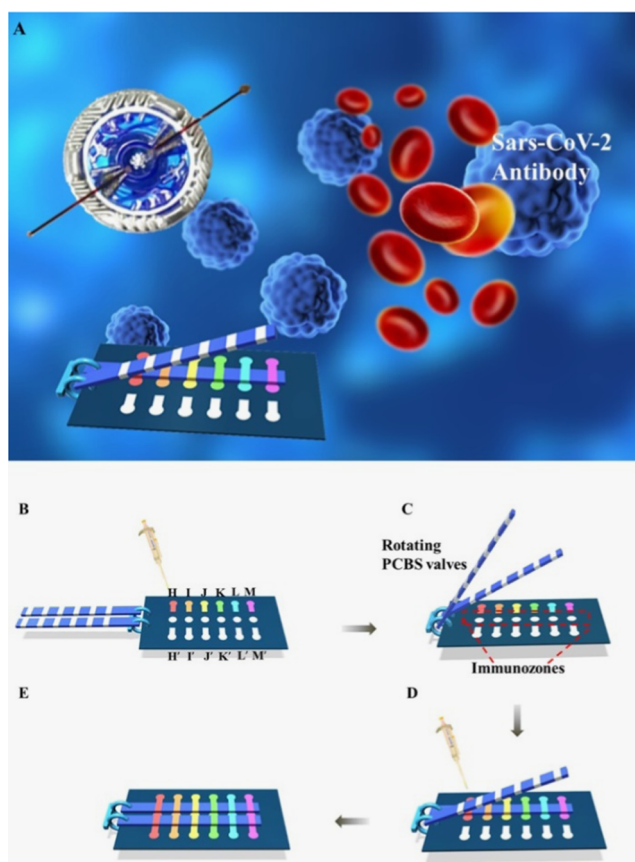 A
Sars-CoV-2
Antibody
B
H I J K L M
H' I' J' K' L' M'
C
Rotating
PCBS valves
Immunozones
E
D